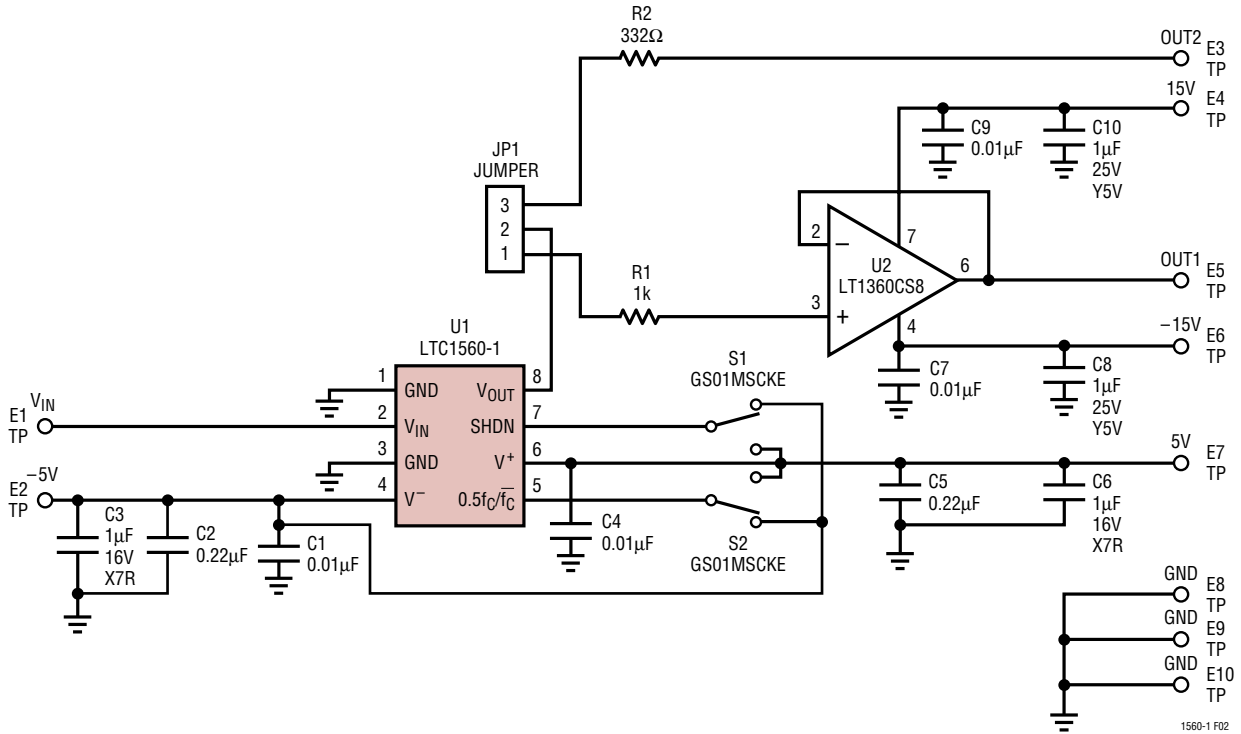 R2
332Ω
OUT2
E3
TP
15V
E4
TP
C9
0.01µF
C10
1µF
25V
Y5V
JP1
JUMPER
3
2
1
2
–
7
U2
LT1360CS8
6
OUT1
E5
TP
R1
1k
3
+
4
–15V
E6
TP
C7
0.01µF
C8
1µF
25V
Y5V
U1
LTC1560-1
S1
GS01MSCKE
1
GND
VOUT
8
E1
TP
VIN
2
VIN
SHDN
7
3
GND
V+
6
5V
E7
TP
E2
TP
–5V
4
V–
0.5fC/f̅C̅
5
C3
1µF
16V
X7R
C2
0.22µF
C1
0.01µF
C4
0.01µF
S2
GS01MSCKE
C5
0.22µF
C6
1µF
16V
X7R
GND
E8
TP
GND
E9
TP
GND
E10
TP
1560-1 F02